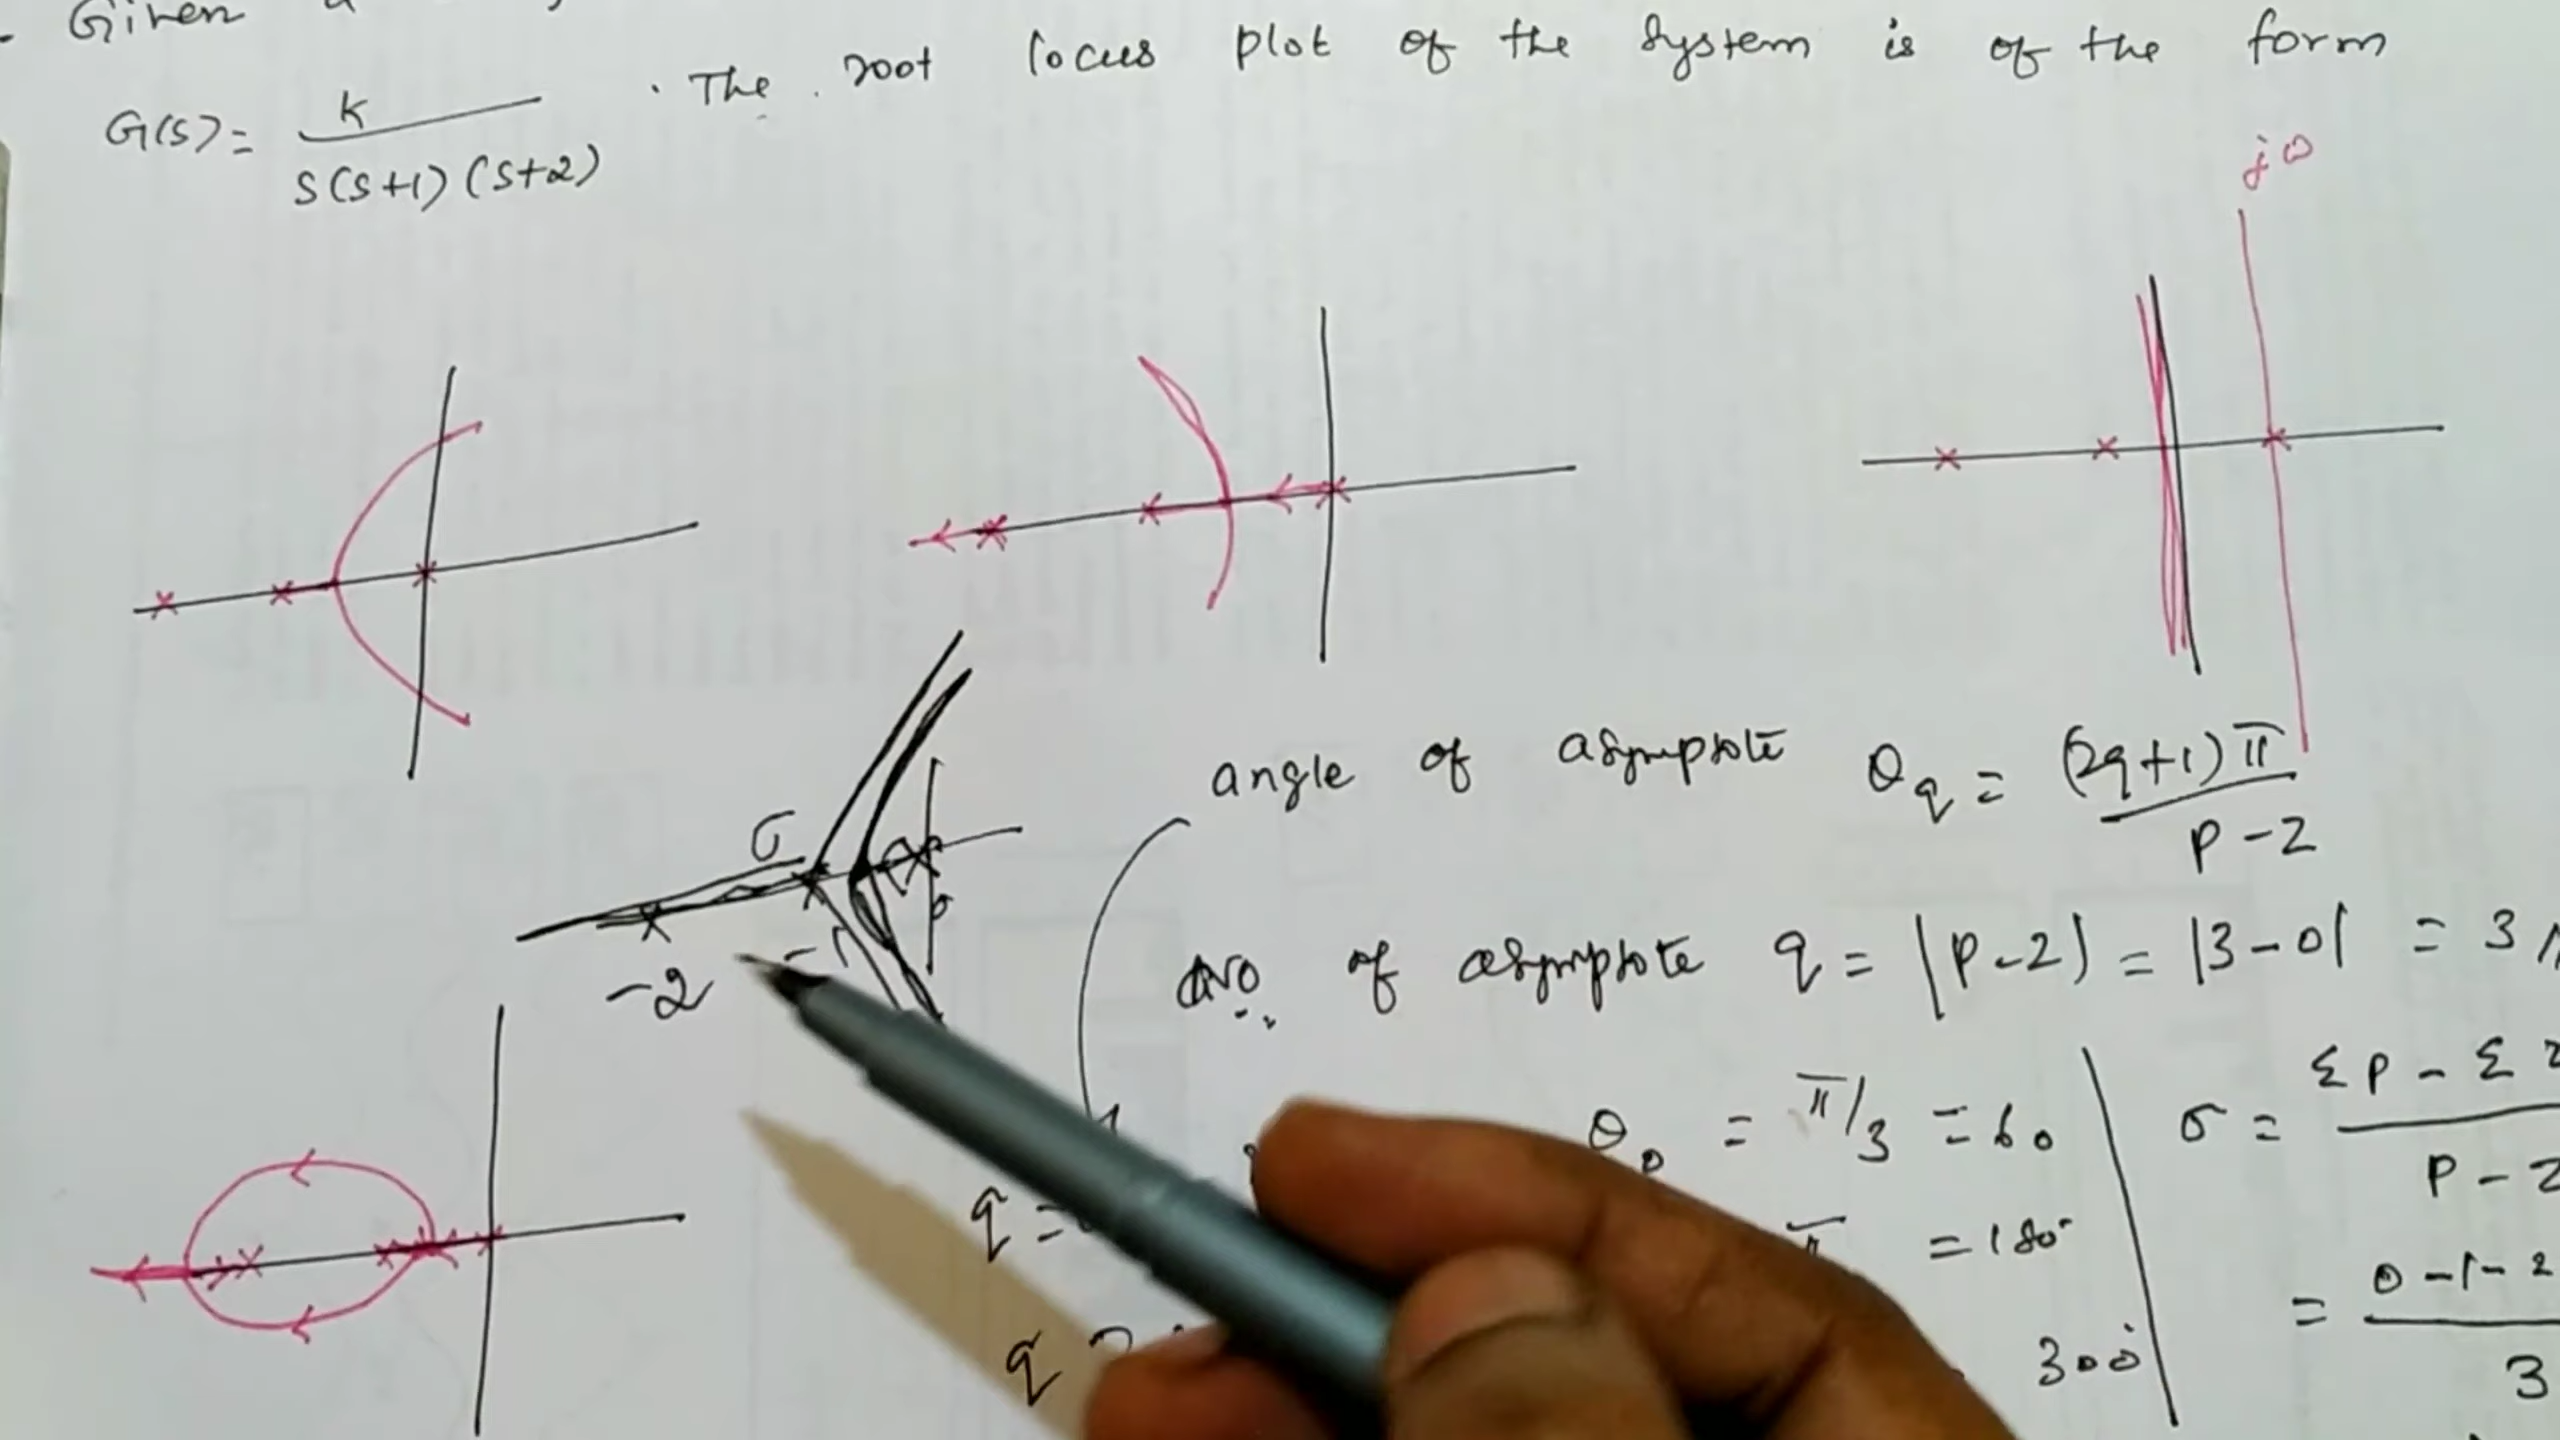 Given a
G(s) = K / s(s+1)(s+2) . The root locus plot of the system is of the form
jω
σ
-2 -1 0
angle of asymptote θq = (2q+1)π / P-Z
No. of asymptote q = |P-Z| = |3-0| = 3
θ0 = π/3 = 60
q =
π = 180°
q
300°
σ = ΣP - ΣZ / P-Z
= 0-1-2 / 3